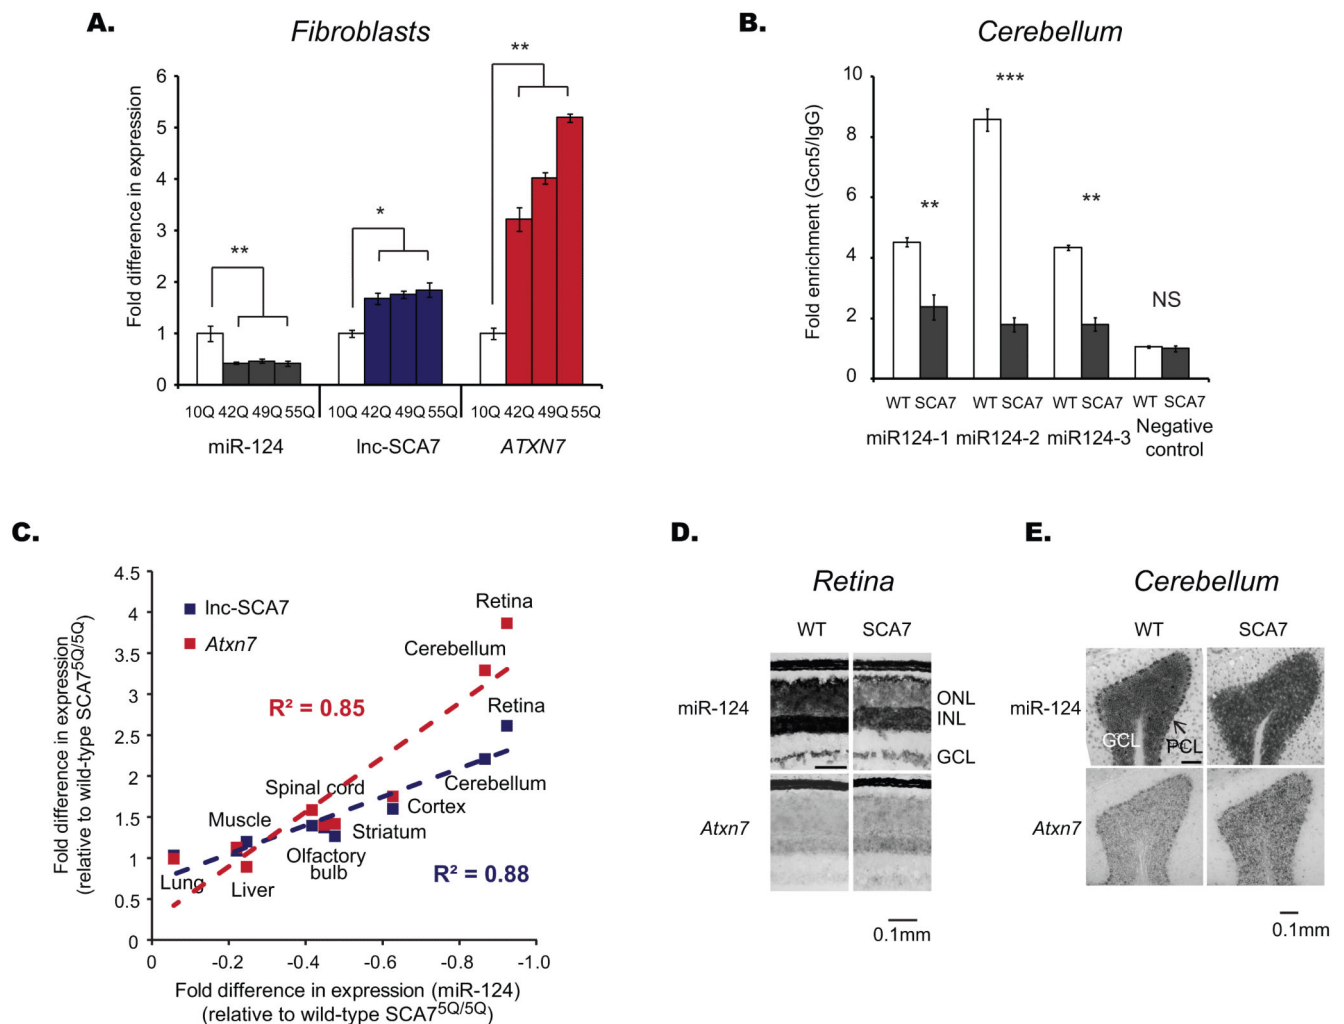 A.
Fibroblasts
Fold difference in expression
6
5
4
3
2
1
0
**
*
**
10Q 42Q 49Q 55Q
10Q 42Q 49Q 55Q
10Q 42Q 49Q 55Q
miR-124
lnc-SCA7
ATXN7
B.
Cerebellum
Fold enrichment (Gcn5/IgG)
10
8
6
4
2
0
**
***
**
NS
WT SCA7
WT SCA7
WT SCA7
WT SCA7
miR124-1
miR124-2
miR124-3
Negative
control
C.
Fold difference in expression
(relative to wild-type SCA7 5Q/5Q)
4.5
4
3.5
3
2.5
2
1.5
1
0.5
0
lnc-SCA7
Atxn7
R² = 0.85
R² = 0.88
Retina
Cerebellum
Retina
Cerebellum
Spinal cord
Cortex
Muscle
Striatum
Olfactory
bulb
Lung
Liver
0
-0.2
-0.4
-0.6
-0.8
-1.0
Fold difference in expression (miR-124)
(relative to wild-type SCA7 5Q/5Q)
D.
Retina
WT
SCA7
miR-124
ONL
INL
GCL
Atxn7
0.1mm
E.
Cerebellum
WT
SCA7
miR-124
GCL
PCL
Atxn7
0.1mm